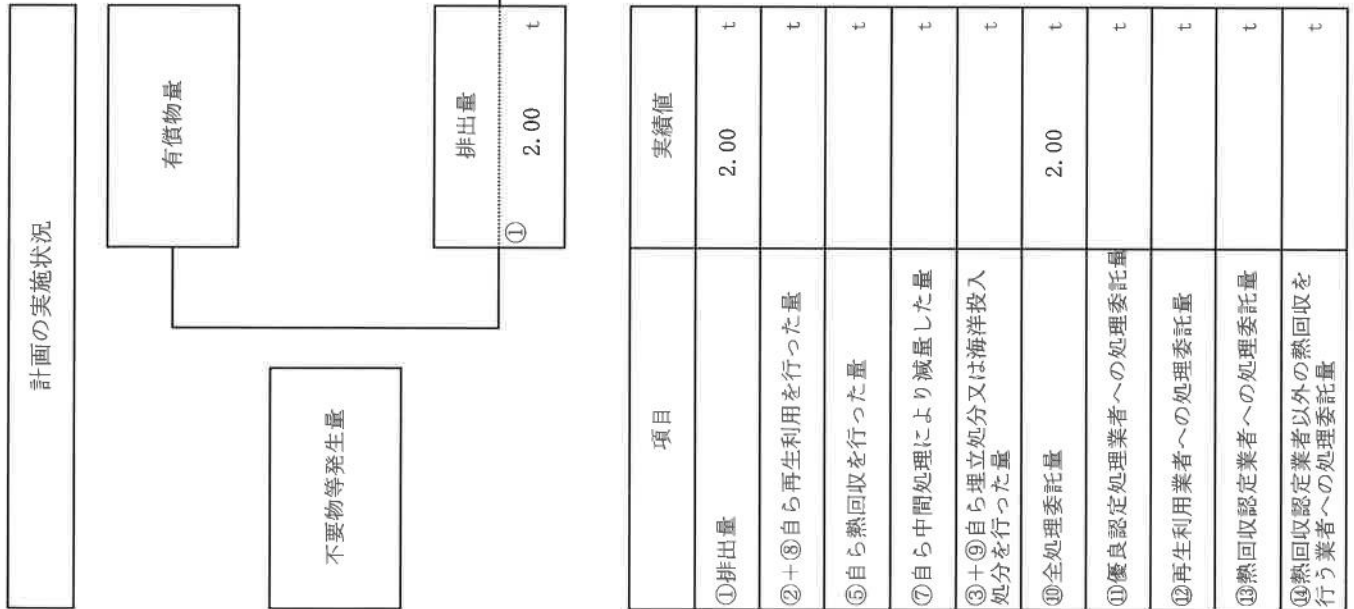 計画の実施状況
不要物等発生量
有償物量
排出量
① 2.00 t
項目 実績値
①排出量 2.00 t
②+⑧自ら再生利用を行った量 t
⑤自ら熱回収を行った量 t
⑦自ら中間処理により減量した量 t
③+⑨自ら埋立処分又は海洋投入
処分を行った量 t
⑩全処理委託量 2.00 t
⑪優良認定処理業者への処理委託量 t
⑫再生利用業者への処理委託量 t
⑬熱回収認定業者への処理委託量 t
⑭熱回収認定業者以外の熱回収を
行う業者への処理委託量 t